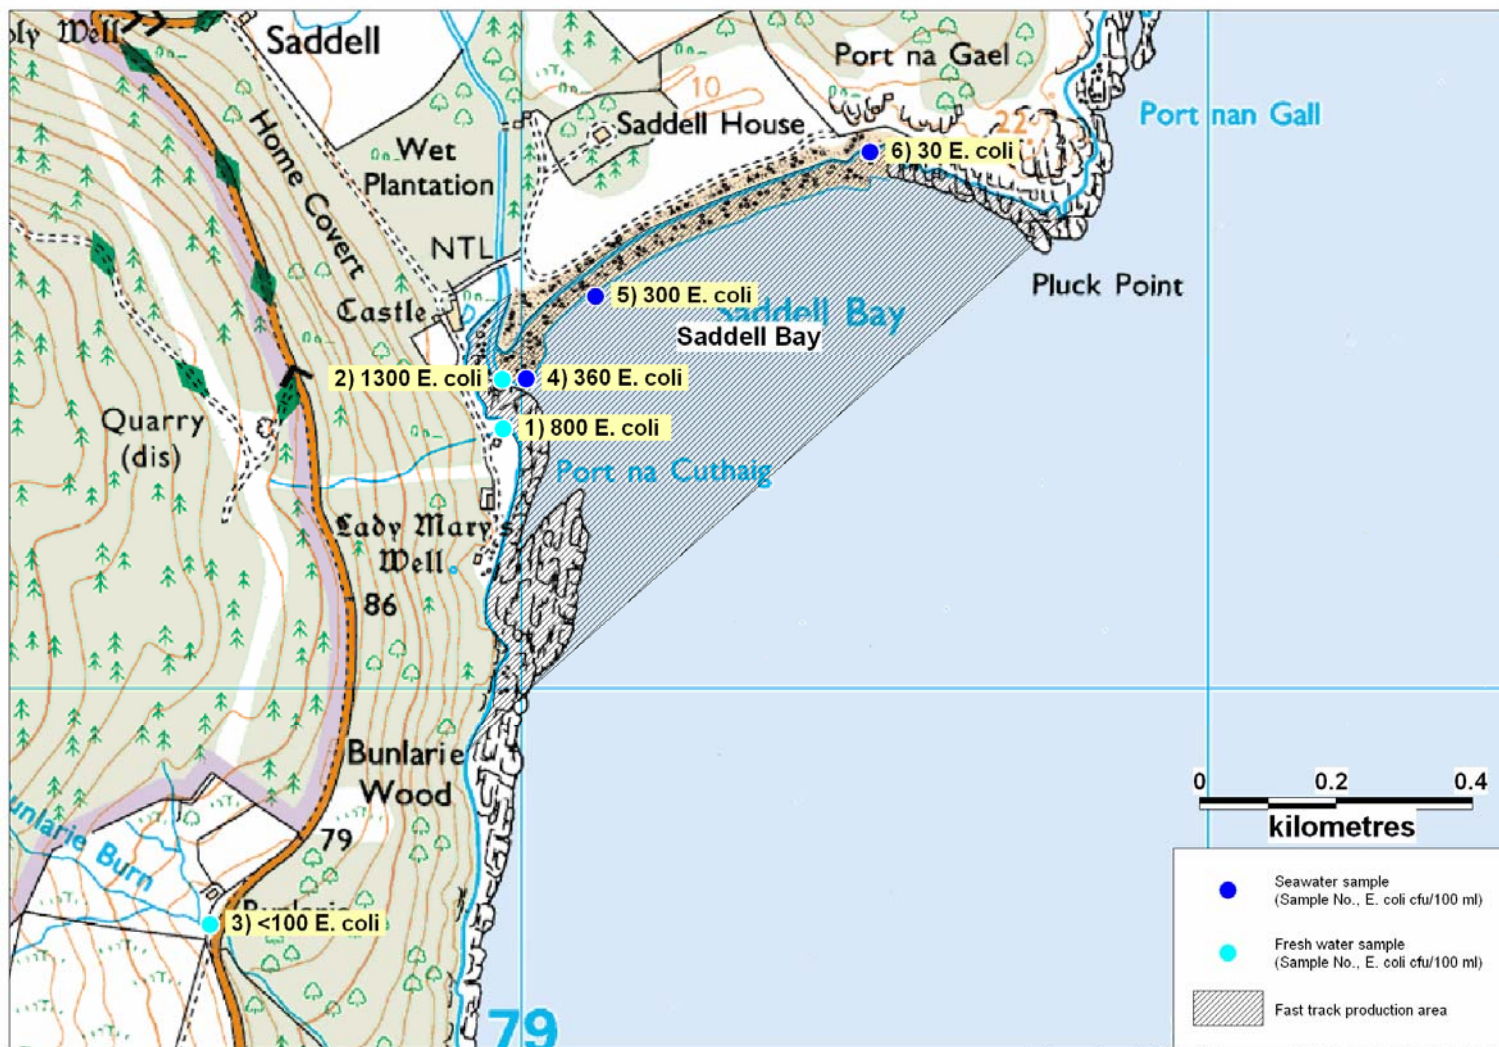 oly Well
Saddell
Port na Gael
10
Port nan Gall
Home Covert
Saddell House
22
Wet
Plantation
6) 30 E. coli
NTL
Pluck Point
5) 300 E. coli
Castle
Saddell Bay
Saddell Bay
2) 1300 E. coli
4) 360 E. coli
Quarry
(dis)
1) 800 E. coli
Port na Cuthaig
Lady Mary's
Well
86
Bunlarie
Wood
0 0.2 0.4
kilometres
79
unlarie Burn
3) <100 E. coli
79
Seawater sample
(Sample No., E. coli cfu/100 ml)
Fresh water sample
(Sample No., E. coli cfu/100 ml)
Fast track production area